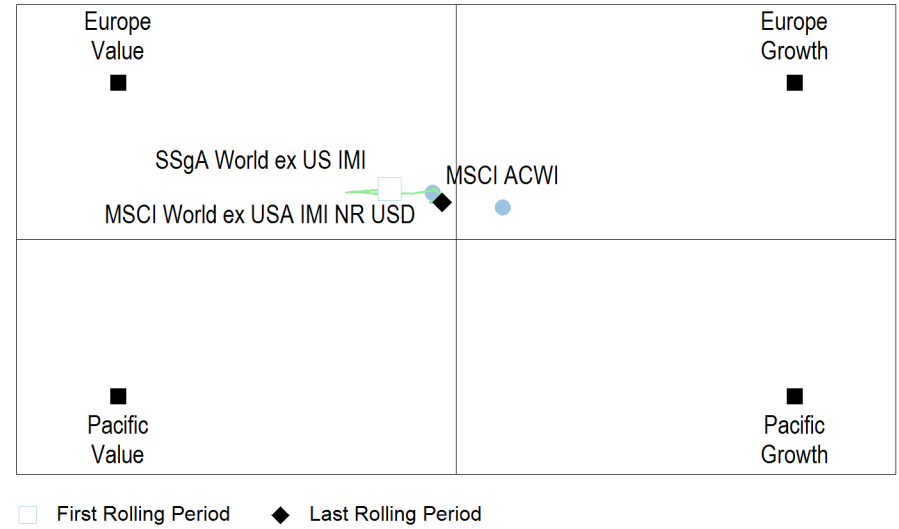 Europe
Value
Europe
Growth
SSgA World ex US IMI
MSCI ACWI
MSCI World ex USA IMI NR USD
Pacific
Value
Pacific
Growth
First Rolling Period
Last Rolling Period